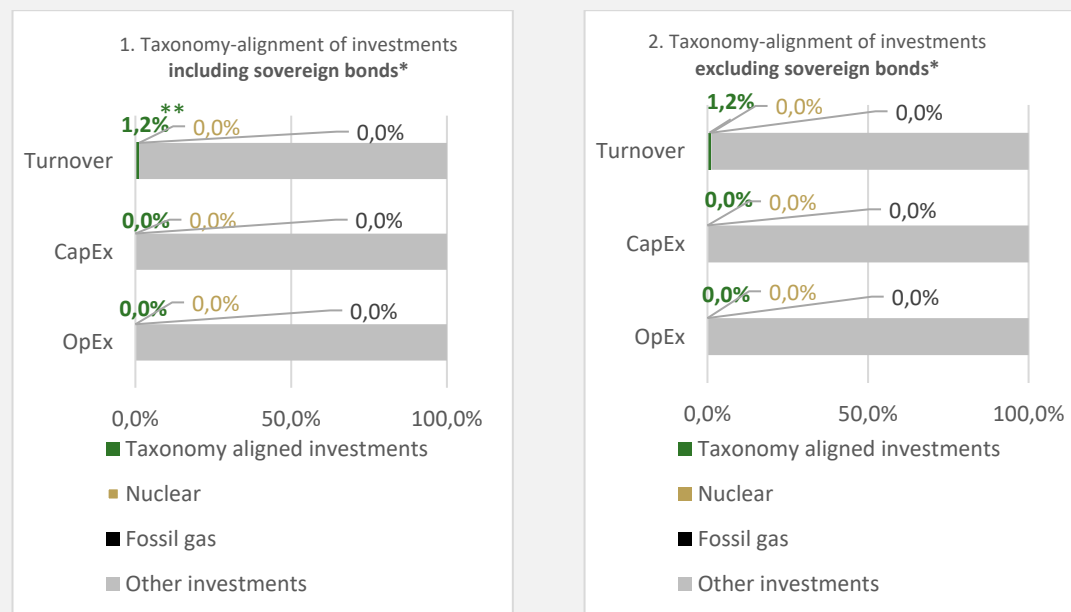 1. Taxonomy-alignment of investments
including sovereign bonds*
**
1,2%
0,0%
0,0%
Turnover
0,0%
0,0%
0,0%
CapEx
0,0%
0,0%
0,0%
OpEx
0,0%
50,0%
100,0%
Taxonomy aligned investments
Nuclear
Fossil gas
Other investments
2. Taxonomy-alignment of investments
excluding sovereign bonds*
1,2%
0,0%
0,0%
Turnover
0,0%
0,0%
0,0%
CapEx
0,0%
0,0%
0,0%
OpEx
0,0%
50,0%
100,0%
Taxonomy aligned investments
Nuclear
Fossil gas
Other investments